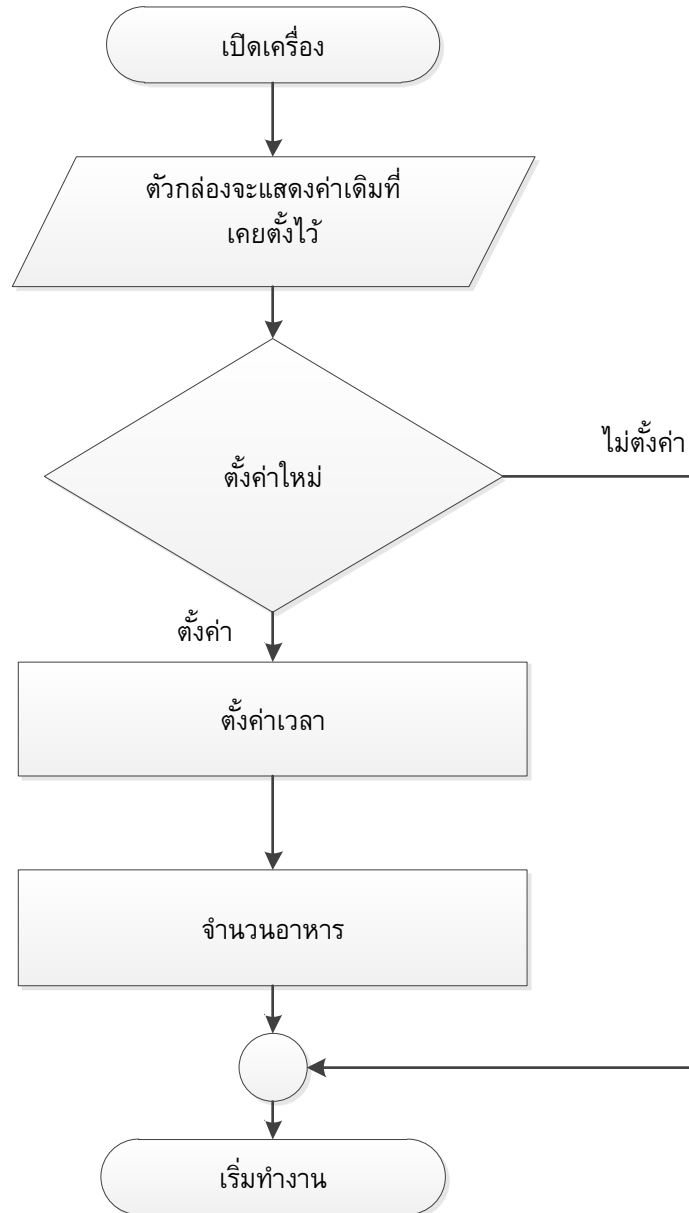 เปิดเครื่อง
ตัวกล่องจะแสดงค่าเดิมที่
เคยตั้งไว้
ตั้งค่าใหม่
ไม่ตั้งค่า
ตั้งค่า
ตั้งค่าเวลา
จำนวนอาหาร
เริ่มทำงาน